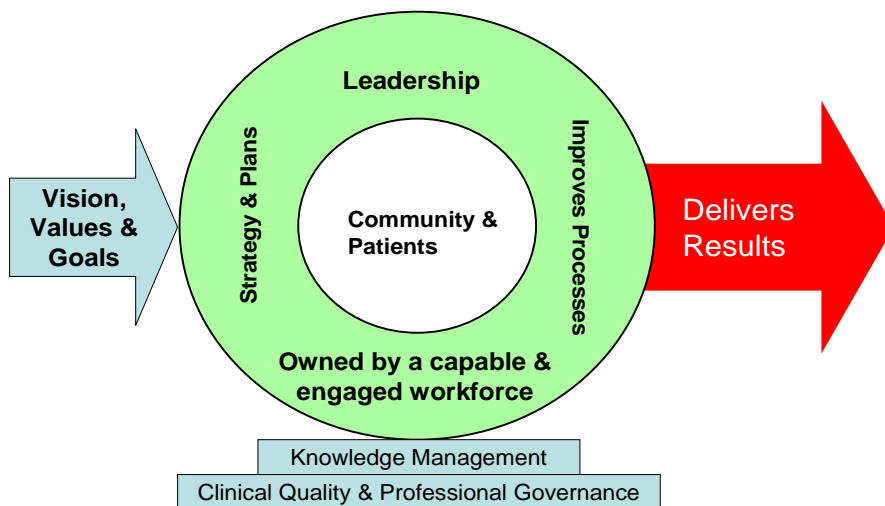 Leadership
Vision,
Values &
Goals
Strategy & Plans
Community &
Patients
Improves Processes
Delivers
Results
Owned by a capable &
engaged workforce
Knowledge Management
Clinical Quality & Professional Governance